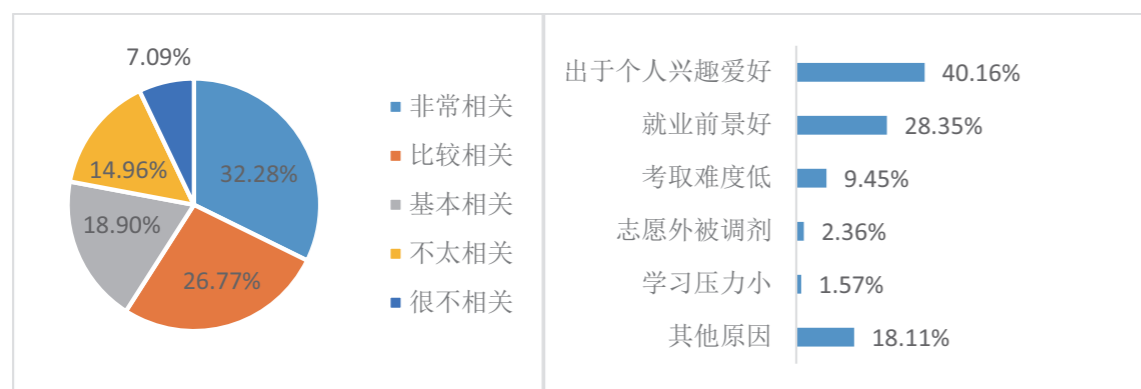 7.09%
14.96%
32.28%
18.90%
26.77%
非常相关
比较相关
基本相关
不太相关
很不相关
出于个人兴趣爱好 40.16%
就业前景好 28.35%
考取难度低 9.45%
志愿外被调剂 2.36%
学习压力小 1.57%
其他原因 18.11%